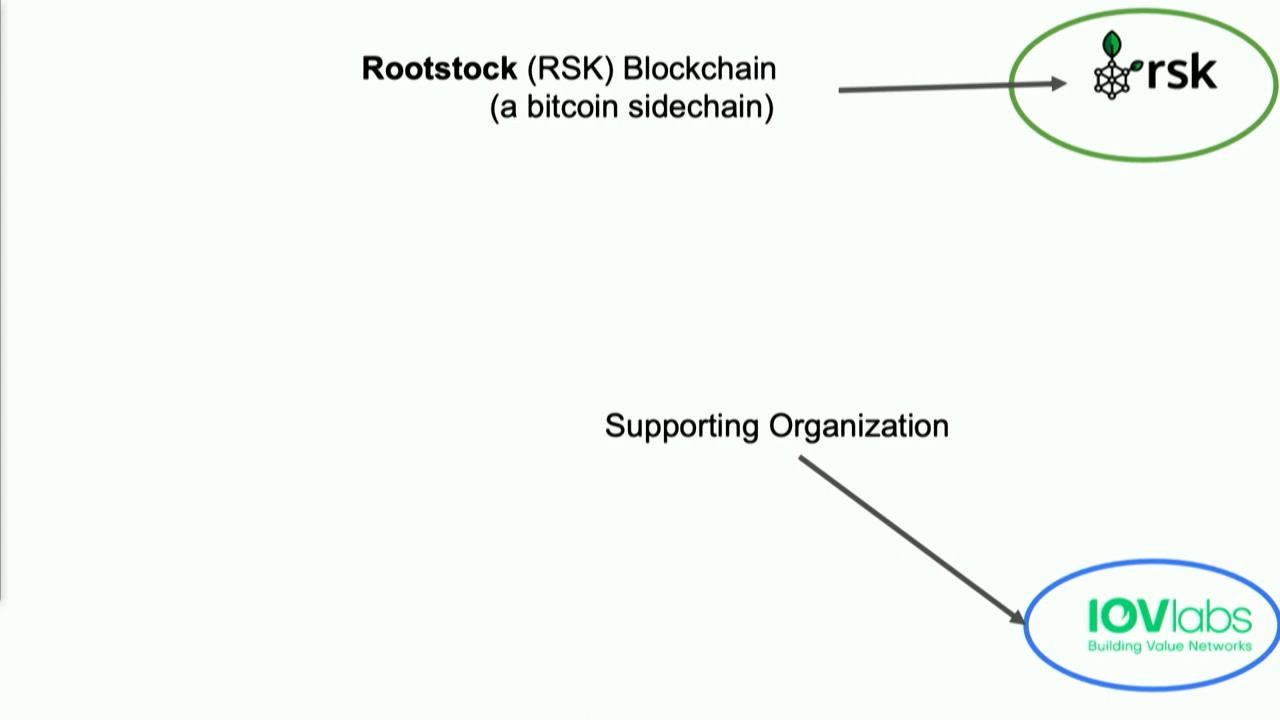 Rootstock (RSK) Blockchain
(a bitcoin sidechain)
rsk
Supporting Organization
IOVlabs
Building Value Networks